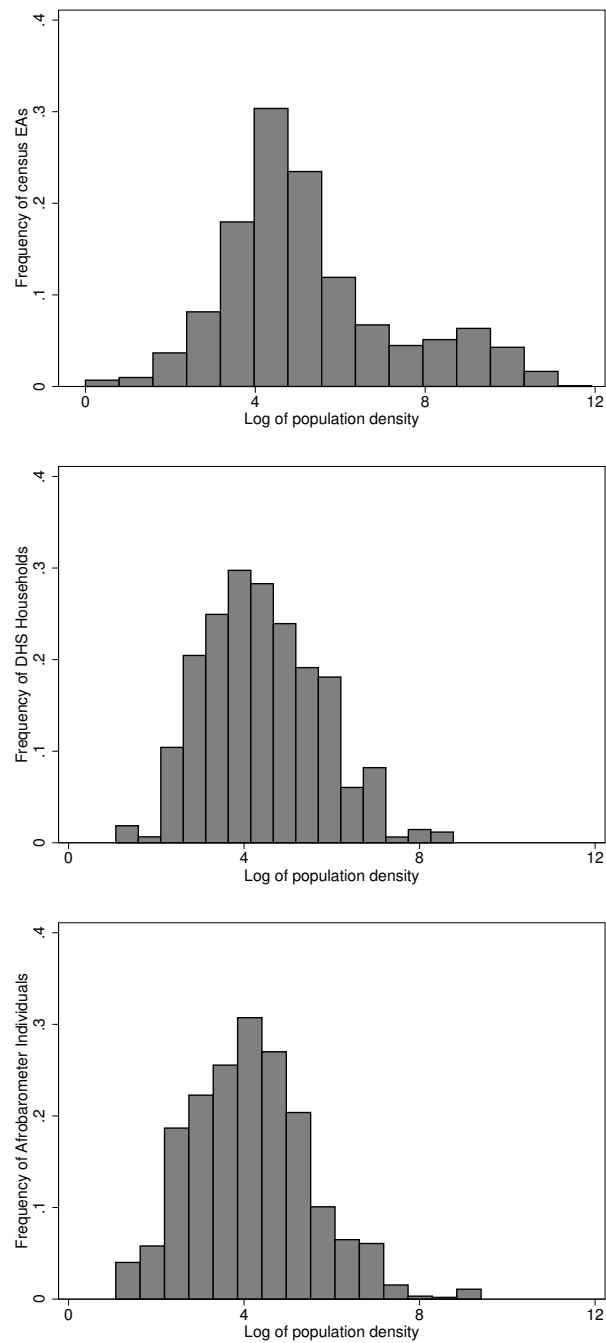 .4
.3
.2
.1
0
Frequency of census EAs
0 4 8 12
Log of population density
.4
.3
.2
.1
0
Frequency of DHS Households
0 4 8 12
Log of population density
.4
.3
.2
.1
0
Frequency of Afrobarometer Individuals
0 4 8 12
Log of population density